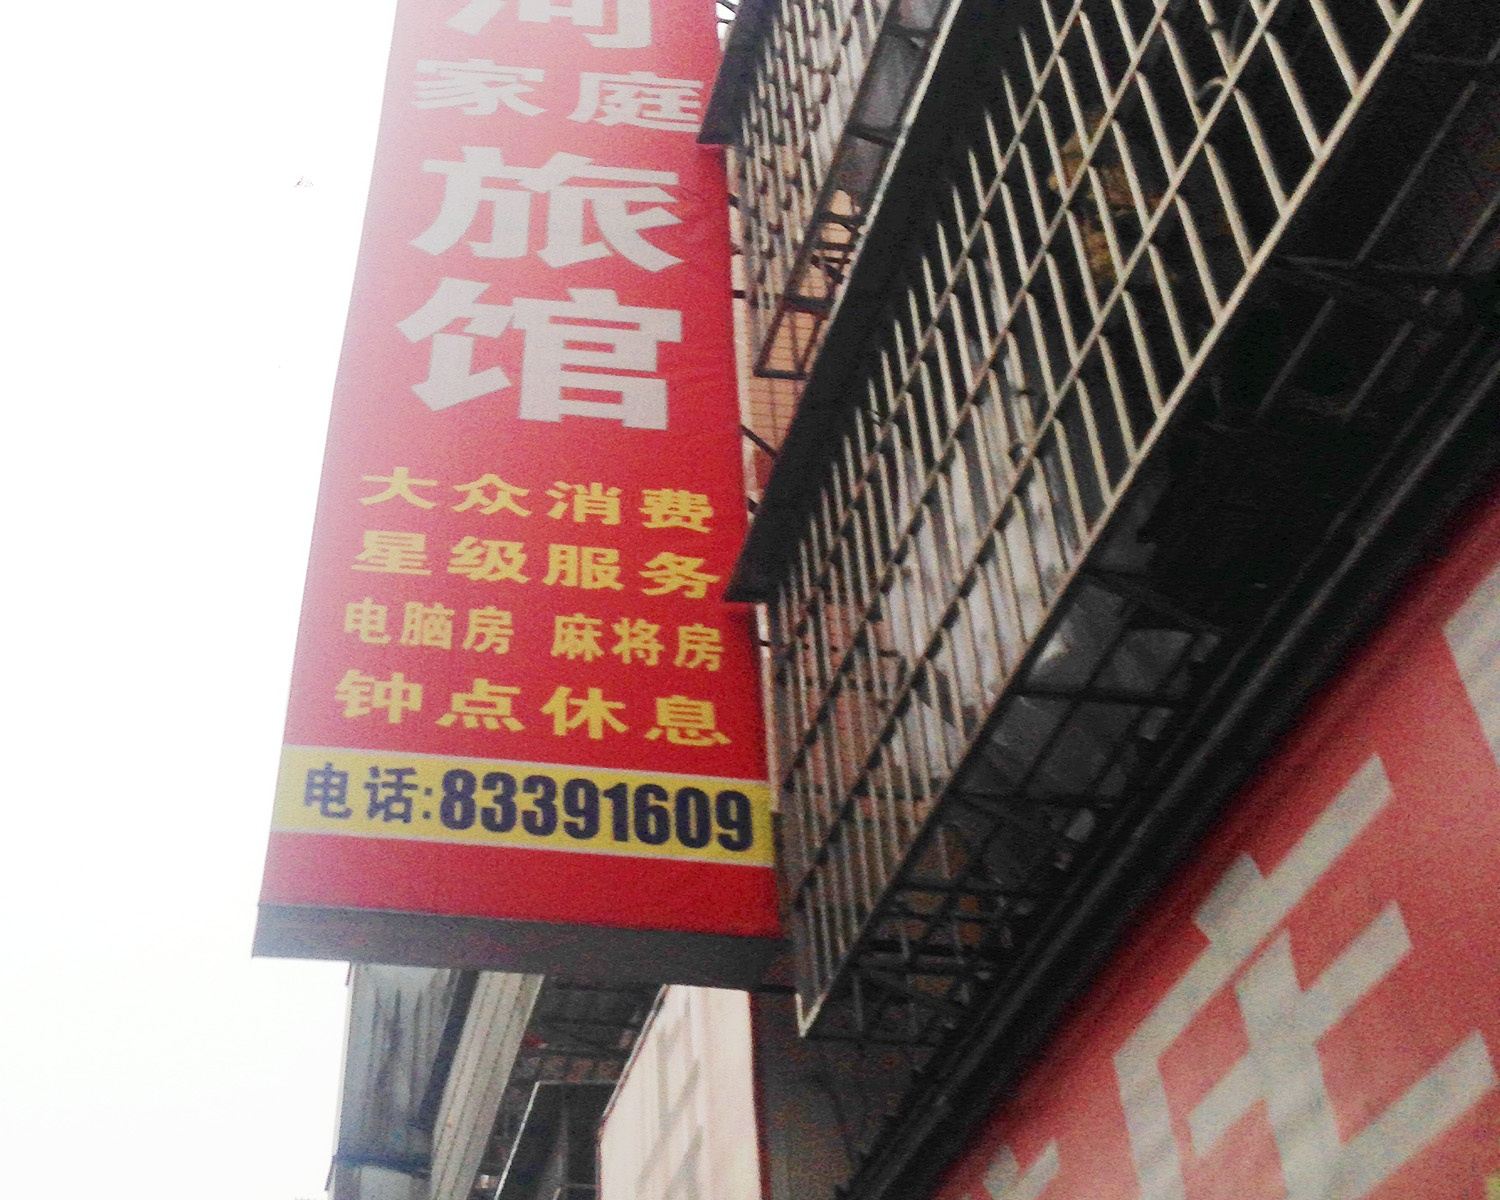 家庭
旅
馆
大众消费
星级服务
电脑房 麻将房
钟点休息
电话:83391609
庄